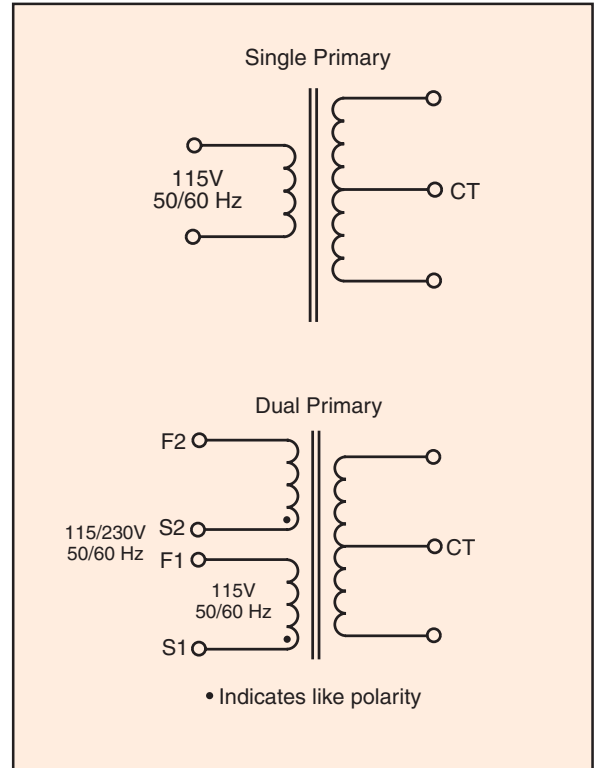 Single Primary
115V
50/60 Hz
CT
Dual Primary
F2
115/230V
50/60 Hz
S2
F1
115V
50/60 Hz
S1
CT
• Indicates like polarity